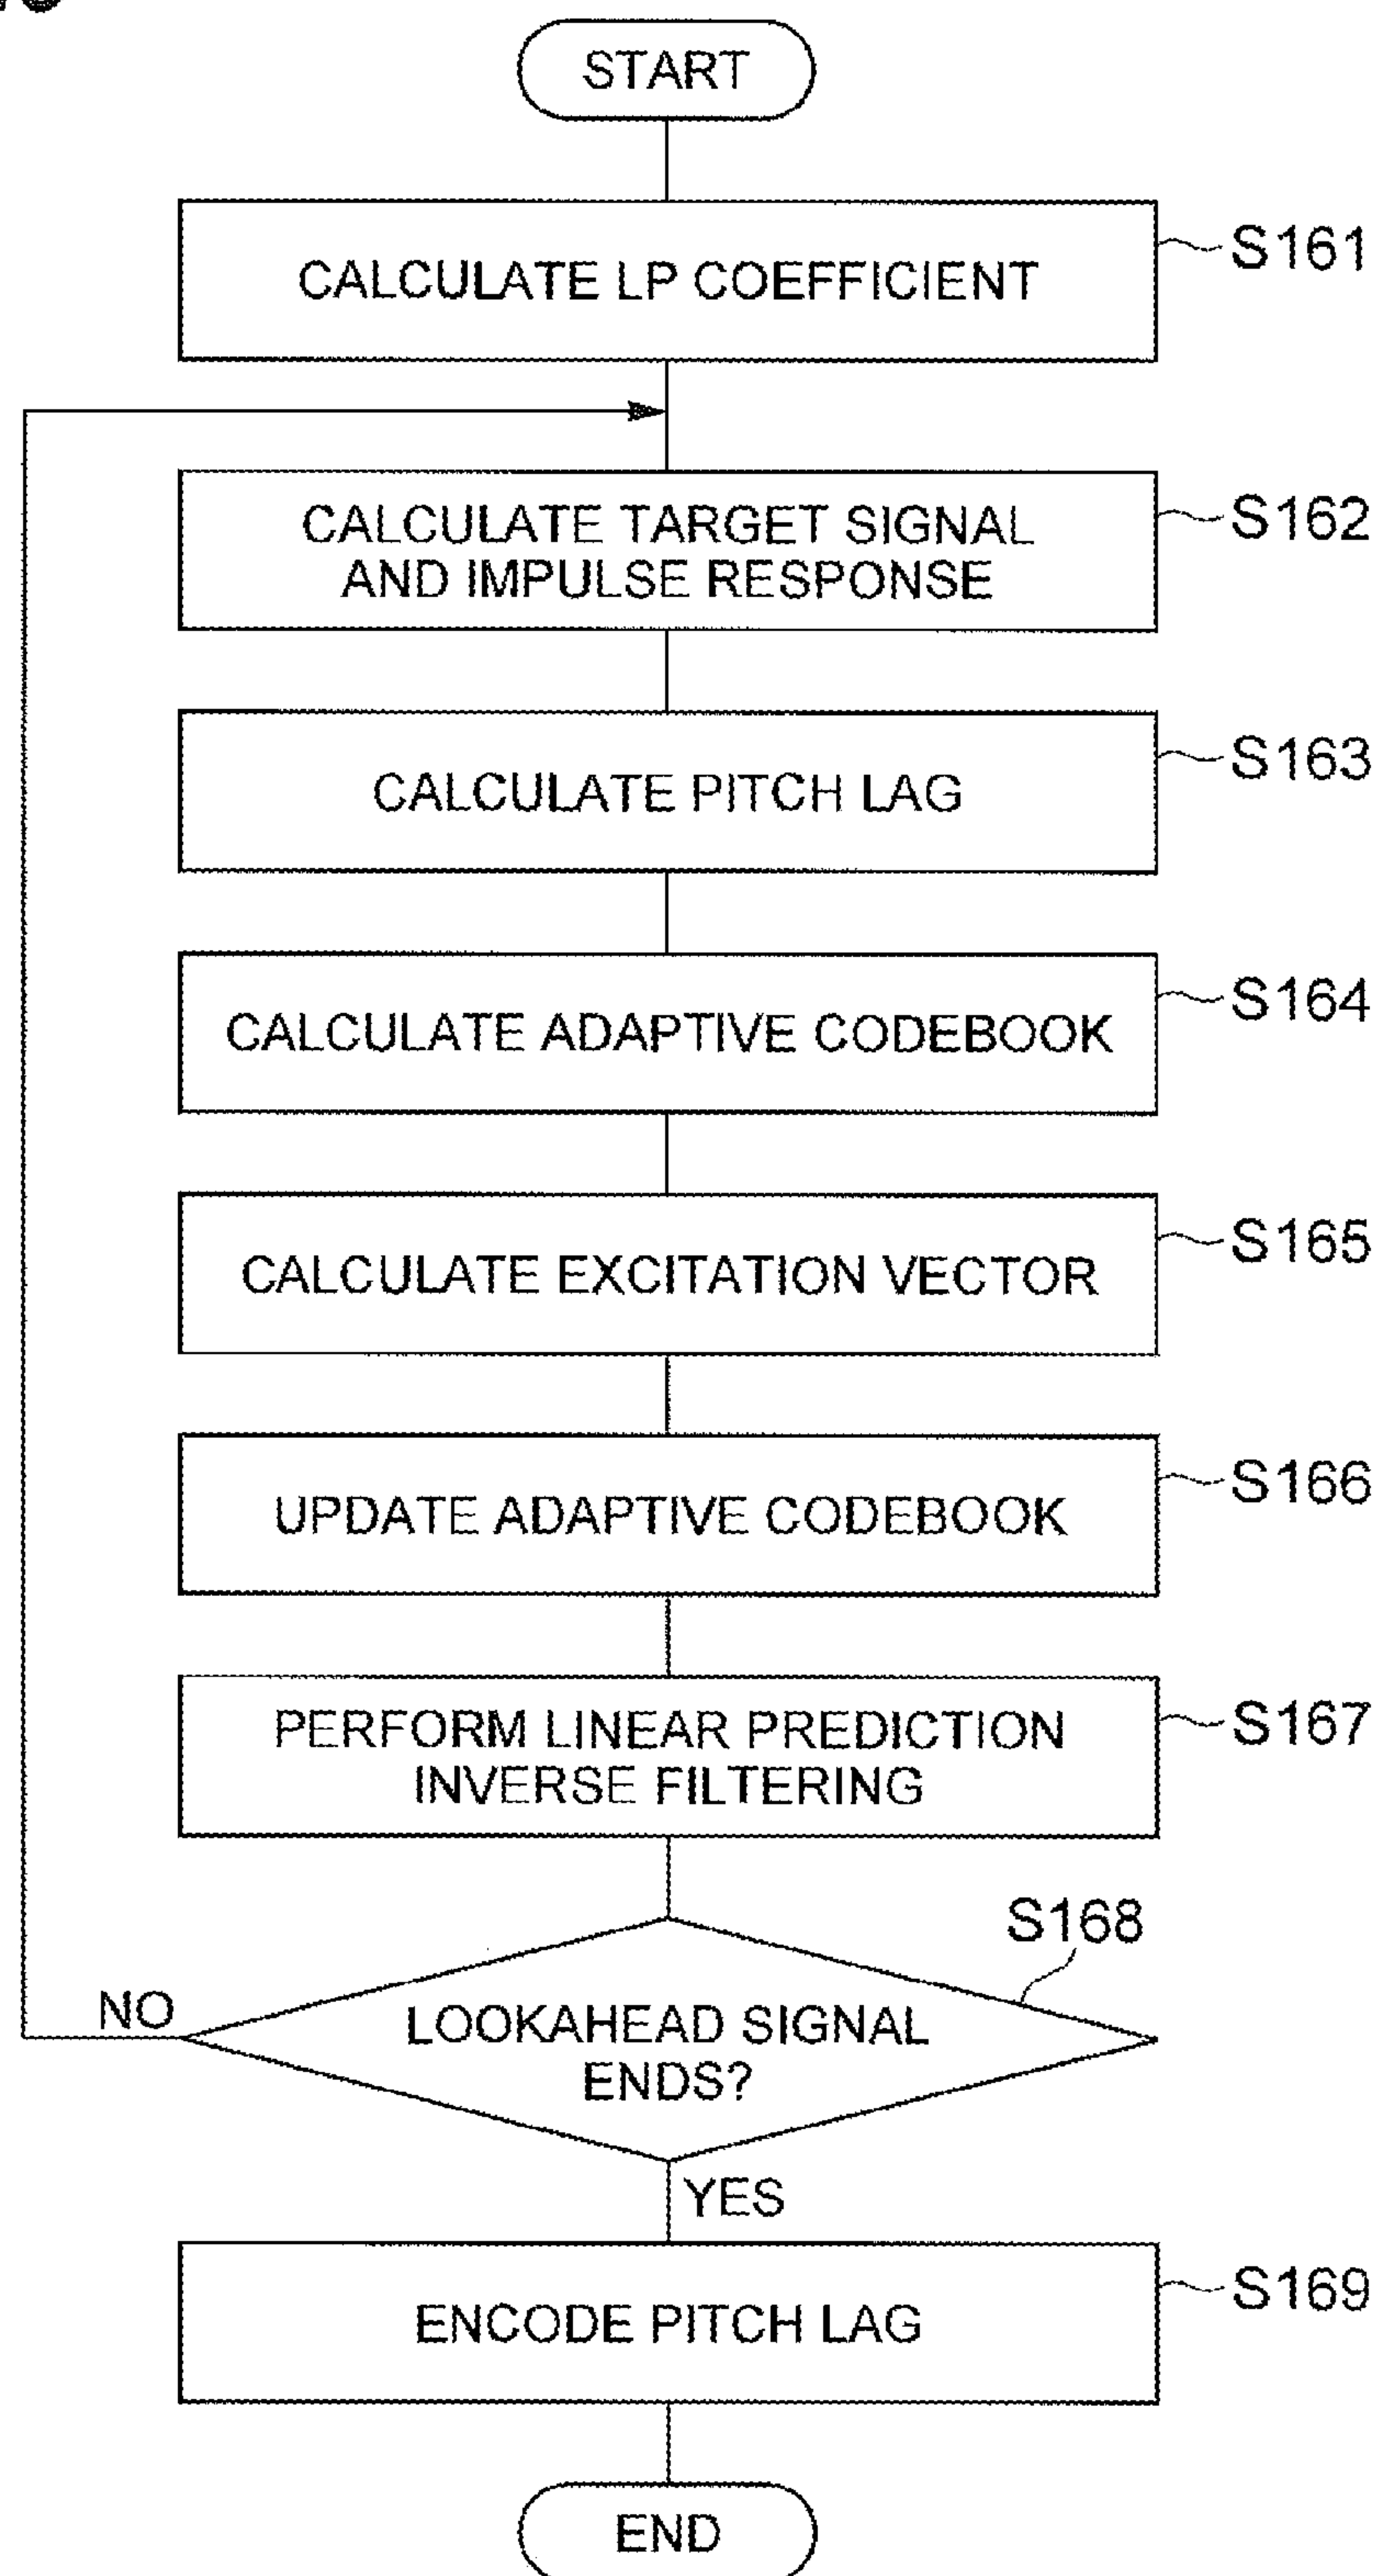 START
CALCULATE LP COEFFICIENT
S161
CALCULATE TARGET SIGNAL
AND IMPULSE RESPONSE
S162
CALCULATE PITCH LAG
S163
CALCULATE ADAPTIVE CODEBOOK
S164
CALCULATE EXCITATION VECTOR
S165
UPDATE ADAPTIVE CODEBOOK
S166
PERFORM LINEAR PREDICTION
INVERSE FILTERING
S167
S168
NO
LOOKAHEAD SIGNAL
ENDS?
YES
ENCODE PITCH LAG
S169
END